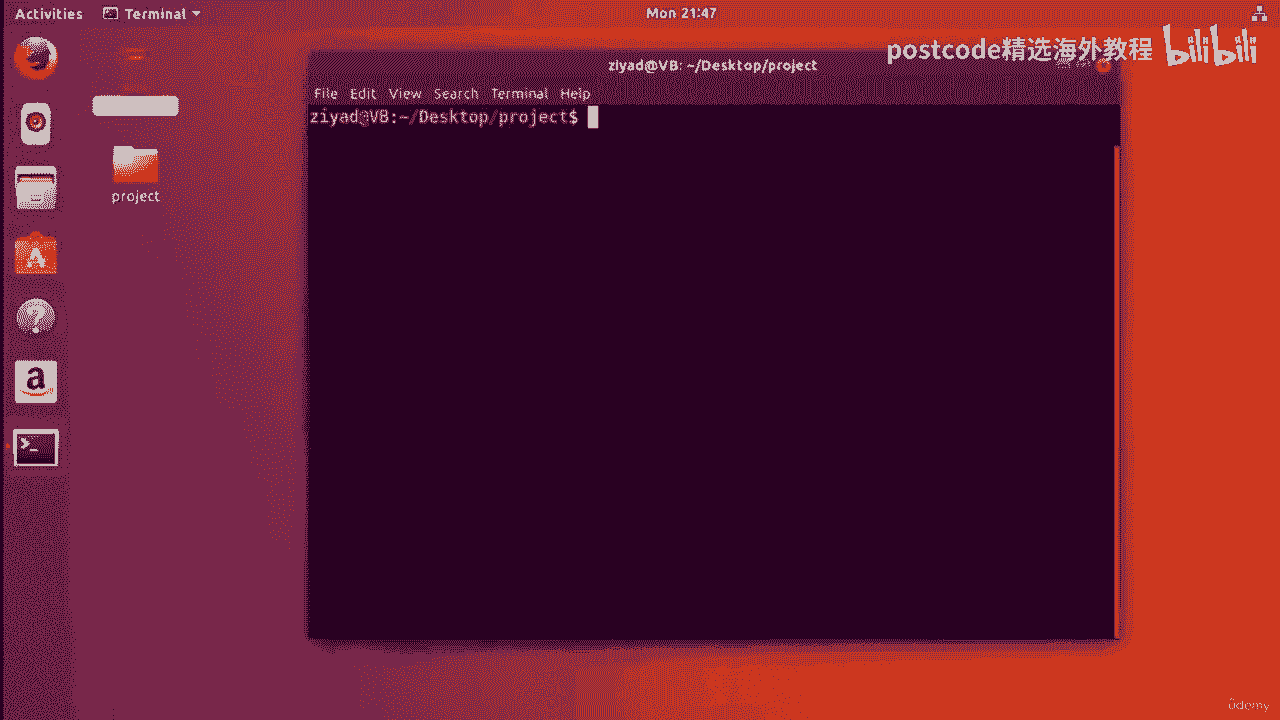 Activities Terminal Mon 21:47
postcode精选海外教程 bilibili
ziyad@VB: ~/Desktop/project
File Edit View Search Terminal Help
ziyad@VB:~/Desktop/project$
project
a
>_
ûdemy